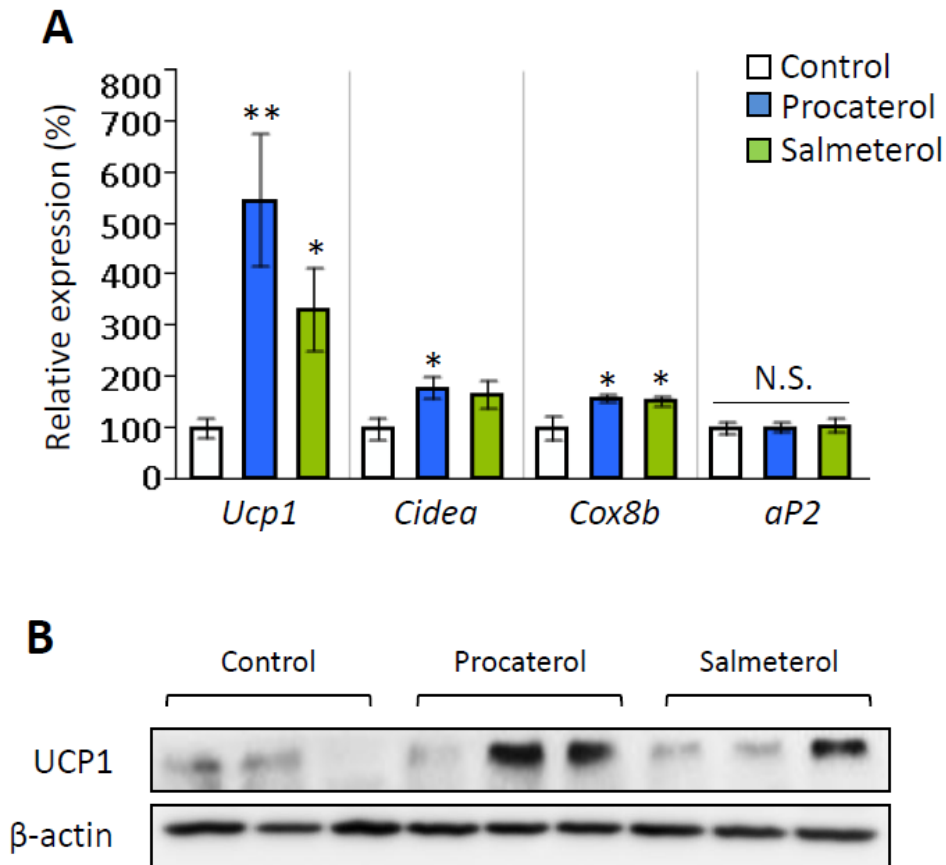 A
Relative expression (%)
800
700
600
500
400
300
200
100
0
Control
Procaterol
Salmeterol
**
*
*
*
*
N.S.
Ucp1 Cidea Cox8b aP2
B
Control Procaterol Salmeterol
UCP1
β-actin